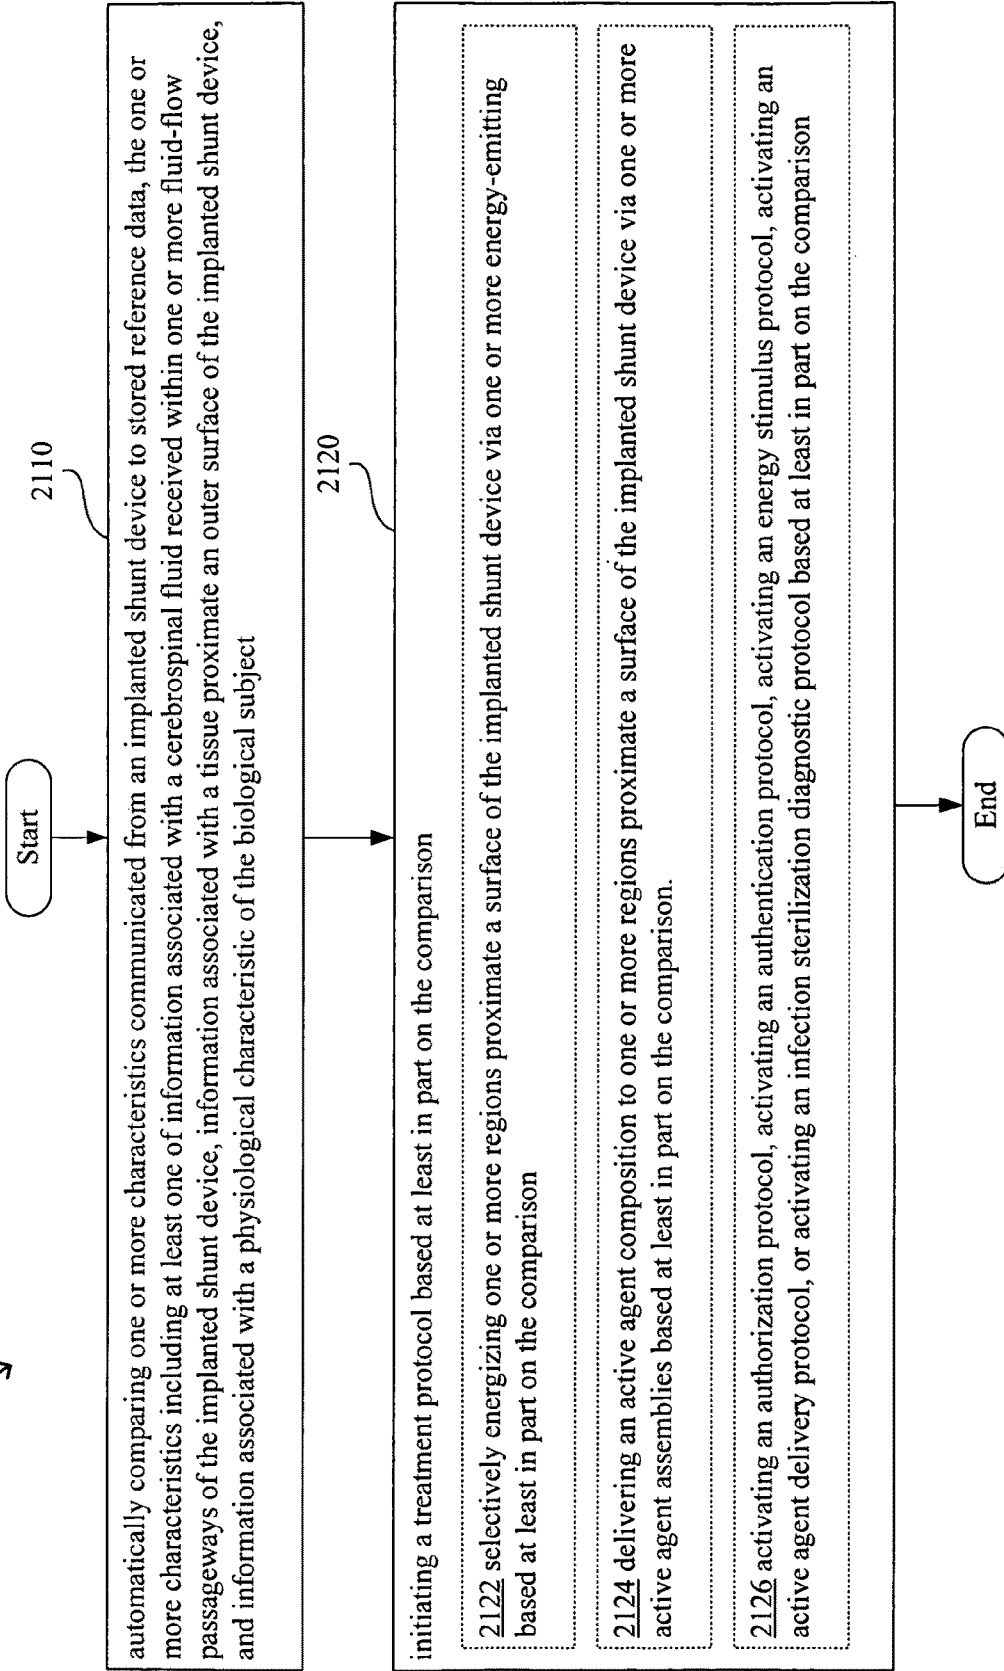 Start
2110
automatically comparing one or more characteristics communicated from an implanted shunt device to stored reference data, the one or
more characteristics including at least one of information associated with a cerebrospinal fluid received within one or more fluid-flow
passageways of the implanted shunt device, information associated with a tissue proximate an outer surface of the implanted shunt device,
and information associated with a physiological characteristic of the biological subject
2120
initiating a treatment protocol based at least in part on the comparison
2122 selectively energizing one or more regions proximate a surface of the implanted shunt device via one or more energy-emitting
based at least in part on the comparison
2124 delivering an active agent composition to one or more regions proximate a surface of the implanted shunt device via one or more
active agent assemblies based at least in part on the comparison.
2126 activating an authorization protocol, activating an authentication protocol, activating an energy stimulus protocol, activating an
active agent delivery protocol, or activating an infection sterilization diagnostic protocol based at least in part on the comparison
End